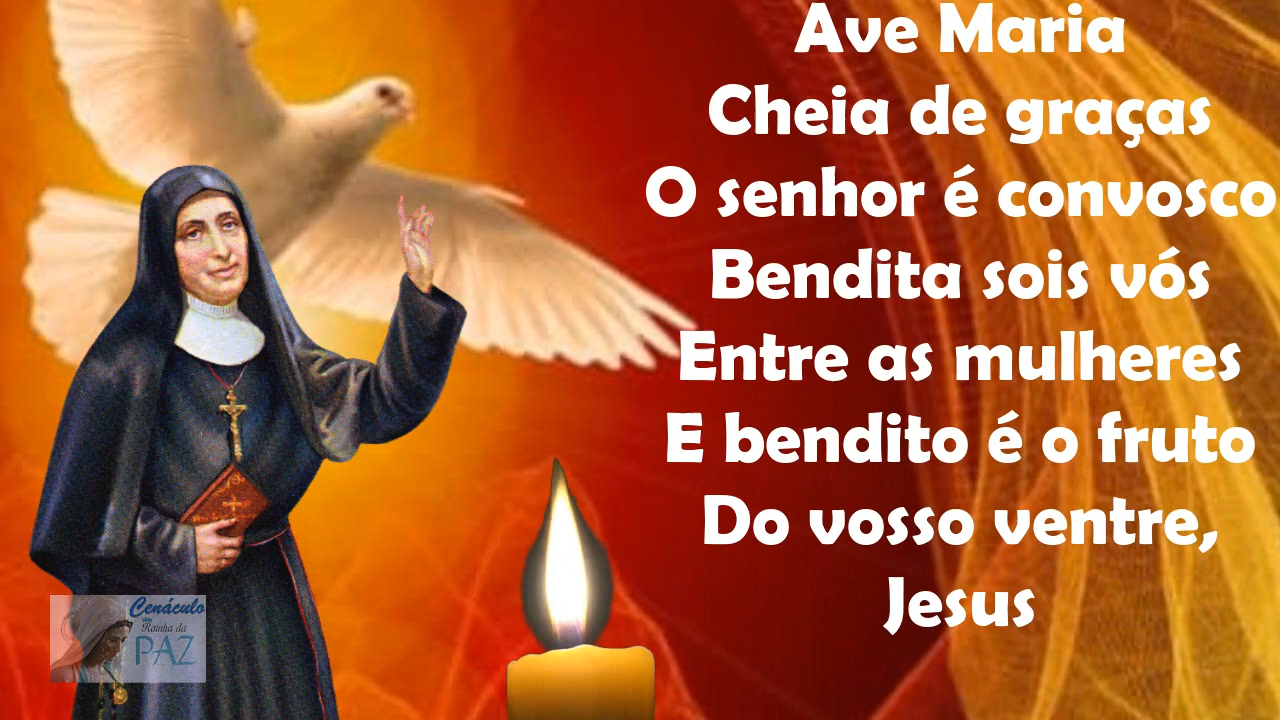 Ave Maria
Cheia de graças
O senhor é convosco
Bendita sois vós
Entre as mulheres
E bendito é o fruto
Do vosso ventre,
Jesus
Cenáculo
Rainha da
PAZ